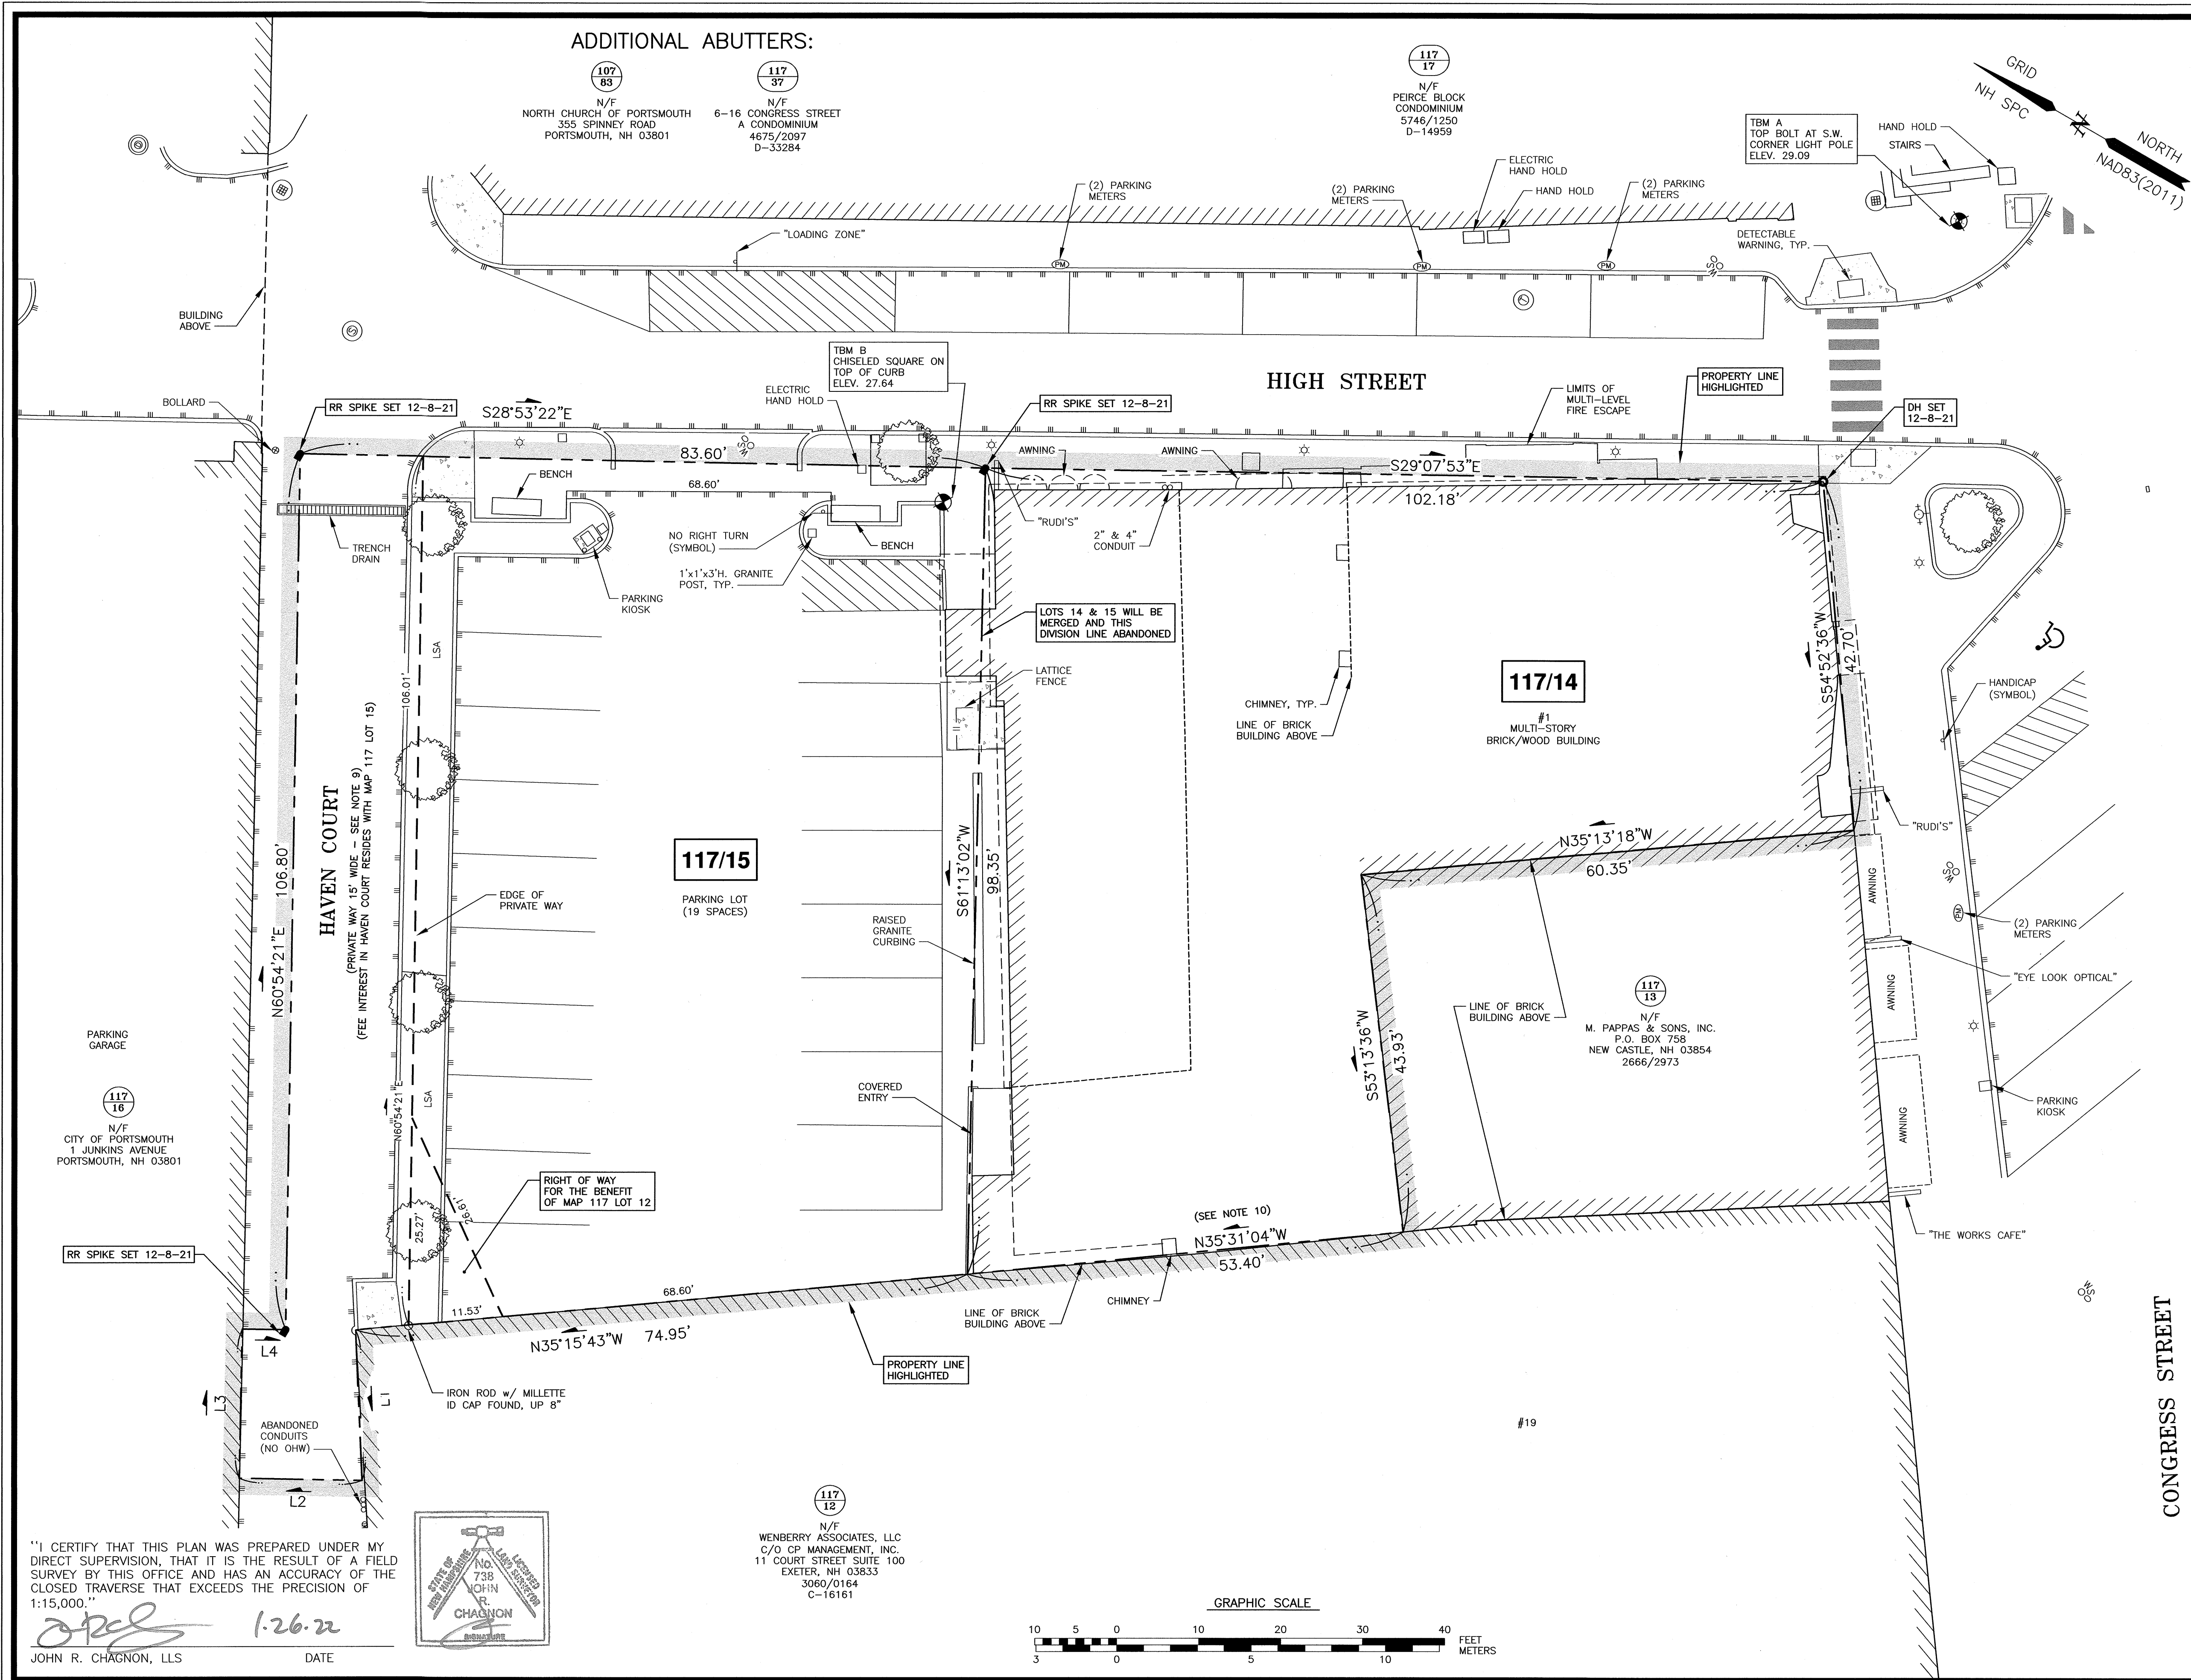 ADDITIONAL ABUTTERS:
107
83
N/F
NORTH CHURCH OF PORTSMOUTH
355 SPINNEY ROAD
PORTSMOUTH, NH 03801
117
37
N/F
6-16 CONGRESS STREET
A CONDOMINIUM
4675/2097
D-33284
117
17
N/F
PEIRCE BLOCK
CONDOMINIUM
5746/1250
D-14959
GRID
NH SPC
N
NORTH
NAD83(2011)
TBM A
TOP BOLT AT S.W.
CORNER LIGHT POLE
ELEV. 29.09
HAND HOLD
STAIRS
ELECTRIC
HAND HOLD
HAND HOLD
(2) PARKING
METERS
(2) PARKING
METERS
(2) PARKING
METERS
"LOADING ZONE"
DETECTABLE
WARNING, TYP.
PM
PM
PM
WSO
S
S
T
BUILDING
ABOVE
TBM B
CHISELED SQUARE ON
TOP OF CURB
ELEV. 27.64
HIGH STREET
PROPERTY LINE
HIGHLIGHTED
LIMITS OF
MULTI-LEVEL
FIRE ESCAPE
ELECTRIC
HAND HOLD
BOLLARD
RR SPIKE SET 12-8-21
S28°53'22"E
RR SPIKE SET 12-8-21
DH SET
12-8-21
83.60'
WSO
AWNING
AWNING
S29°07'53"E
102.18'
BENCH
68.60'
"RUDI'S"
2" & 4"
CONDUIT
TRENCH
DRAIN
NO RIGHT TURN
(SYMBOL)
BENCH
1'x1'x3'H. GRANITE
POST, TYP.
PARKING
KIOSK
LOTS 14 & 15 WILL BE
MERGED AND THIS
DIVISION LINE ABANDONED
LSA
106.01'
LATTICE
FENCE
CHIMNEY, TYP.
LINE OF BRICK
BUILDING ABOVE
117/14
#1
MULTI-STORY
BRICK/WOOD BUILDING
S54°52'36"W
42.70'
HANDICAP
(SYMBOL)
"RUDI'S"
N35°13'18"W
60.35'
N60°54'21"E 106.80'
HAVEN COURT
(PRIVATE WAY 15' WIDE - SEE NOTE 9)
(FEE INTEREST IN HAVEN COURT RESIDES WITH MAP 117 LOT 15)
117/15
PARKING LOT
(19 SPACES)
EDGE OF
PRIVATE WAY
S61°13'02"W
98.35'
RAISED
GRANITE
CURBING
AWNING
WSO
PM
(2) PARKING
METERS
"EYE LOOK OPTICAL"
AWNING
LINE OF BRICK
BUILDING ABOVE
117
13
N/F
M. PAPPAS & SONS, INC.
P.O. BOX 758
NEW CASTLE, NH 03854
2666/2973
S53°13'36"W
43.93'
PARKING
GARAGE
117
16
N/F
CITY OF PORTSMOUTH
1 JUNKINS AVENUE
PORTSMOUTH, NH 03801
N60°54'21"E
LSA
COVERED
ENTRY
AWNING
PARKING
KIOSK
RIGHT OF WAY
FOR THE BENEFIT
OF MAP 117 LOT 12
26.61'
25.27'
(SEE NOTE 10)
N35°31'04"W
53.40'
"THE WORKS CAFE"
RR SPIKE SET 12-8-21
11.53'
68.60'
LINE OF BRICK
BUILDING ABOVE
CHIMNEY
WSO
N35°15'43"W 74.95'
PROPERTY LINE
HIGHLIGHTED
L4
L3
L1
L2
IRON ROD w/ MILLETTE
ID CAP FOUND, UP 8"
ABANDONED
CONDUITS
(NO OHW)
#19
CONGRESS STREET
117
12
N/F
WENBERRY ASSOCIATES, LLC
C/O CP MANAGEMENT, INC.
11 COURT STREET SUITE 100
EXETER, NH 03833
3060/0164
C-16161
"I CERTIFY THAT THIS PLAN WAS PREPARED UNDER MY
DIRECT SUPERVISION, THAT IT IS THE RESULT OF A FIELD
SURVEY BY THIS OFFICE AND HAS AN ACCURACY OF THE
CLOSED TRAVERSE THAT EXCEEDS THE PRECISION OF
1:15,000."
1.26.22
JOHN R. CHAGNON, LLS DATE
STATE OF
NEW HAMPSHIRE
LICENSED
LAND SURVEYOR
No.
738
JOHN
R.
CHAGNON
SIGNATURE
GRAPHIC SCALE
10 5 0 10 20 30 40
FEET
METERS
3 0 5 10